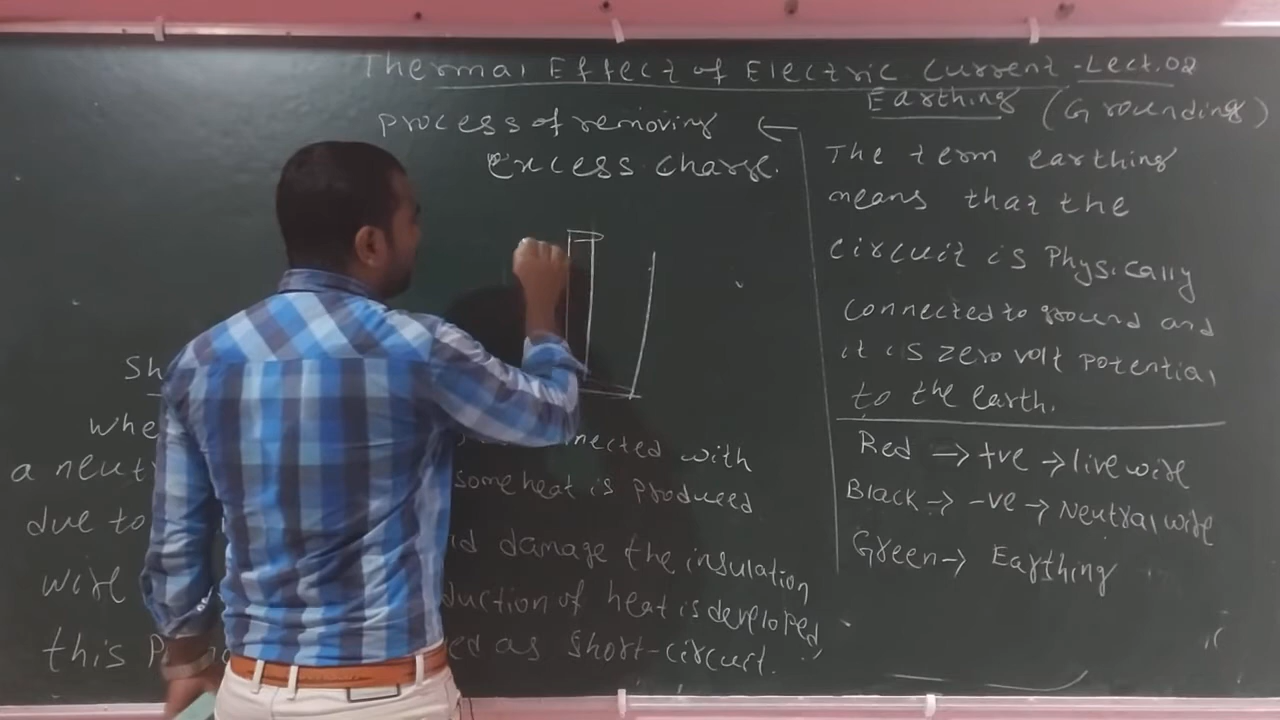 Thermal Effect of Electric Current - Lect. 02
Earthing (Grounding)
Process of removing
excess charge.
The term earthing
means that the
circuit is Physically
connected to ground and
it is zero volt Potential
to the earth.
Red → +ve → live wire
Black → -ve → Neutral wire
Green → Earthing
Sh
Whe nected with
a neut some heat is Produced
due to damage the insulation
wire duction of heat is developed
this P ed as short-circuit.